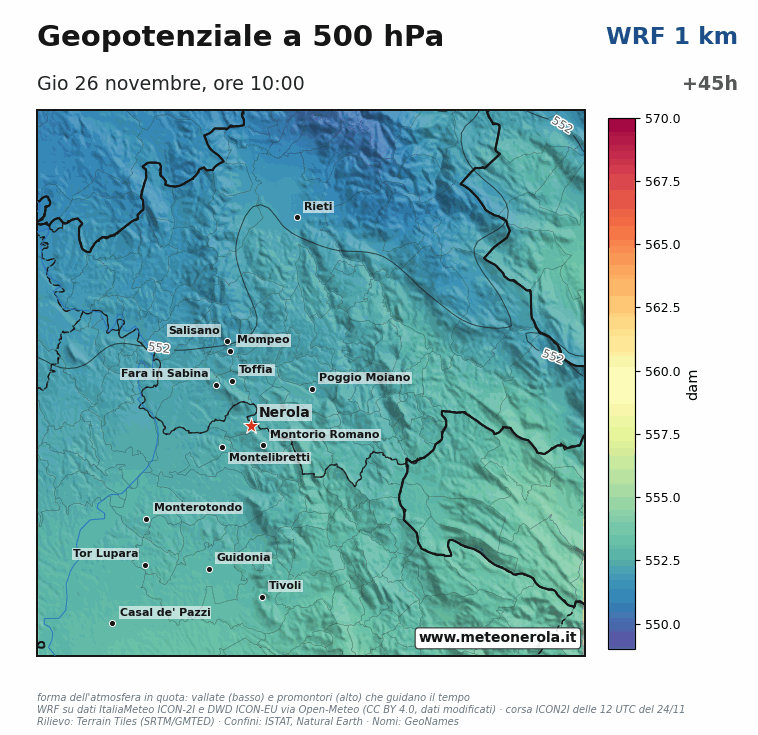 Geopotenziale a 500 hPa
WRF 1 km
Gio 26 novembre, ore 10:00
+45h
552
Rieti
Salisano
Mompeo
552
552
Toffia
Fara in Sabina
Poggio Moiano
Nerola
Montorio Romano
Montelibretti
Monterotondo
Tor Lupara
Guidonia
Tivoli
Casal de' Pazzi
www.meteonerola.it
570.0
567.5
565.0
562.5
560.0
557.5
555.0
552.5
550.0
dam
forma dell'atmosfera in quota: vallate (basso) e promontori (alto) che guidano il tempo
WRF su dati ItaliaMeteo ICON-2I e DWD ICON-EU via Open-Meteo (CC BY 4.0, dati modificati) · corsa ICON2I delle 12 UTC del 24/11
Rilievo: Terrain Tiles (SRTM/GMTED) · Confini: ISTAT, Natural Earth · Nomi: GeoNames